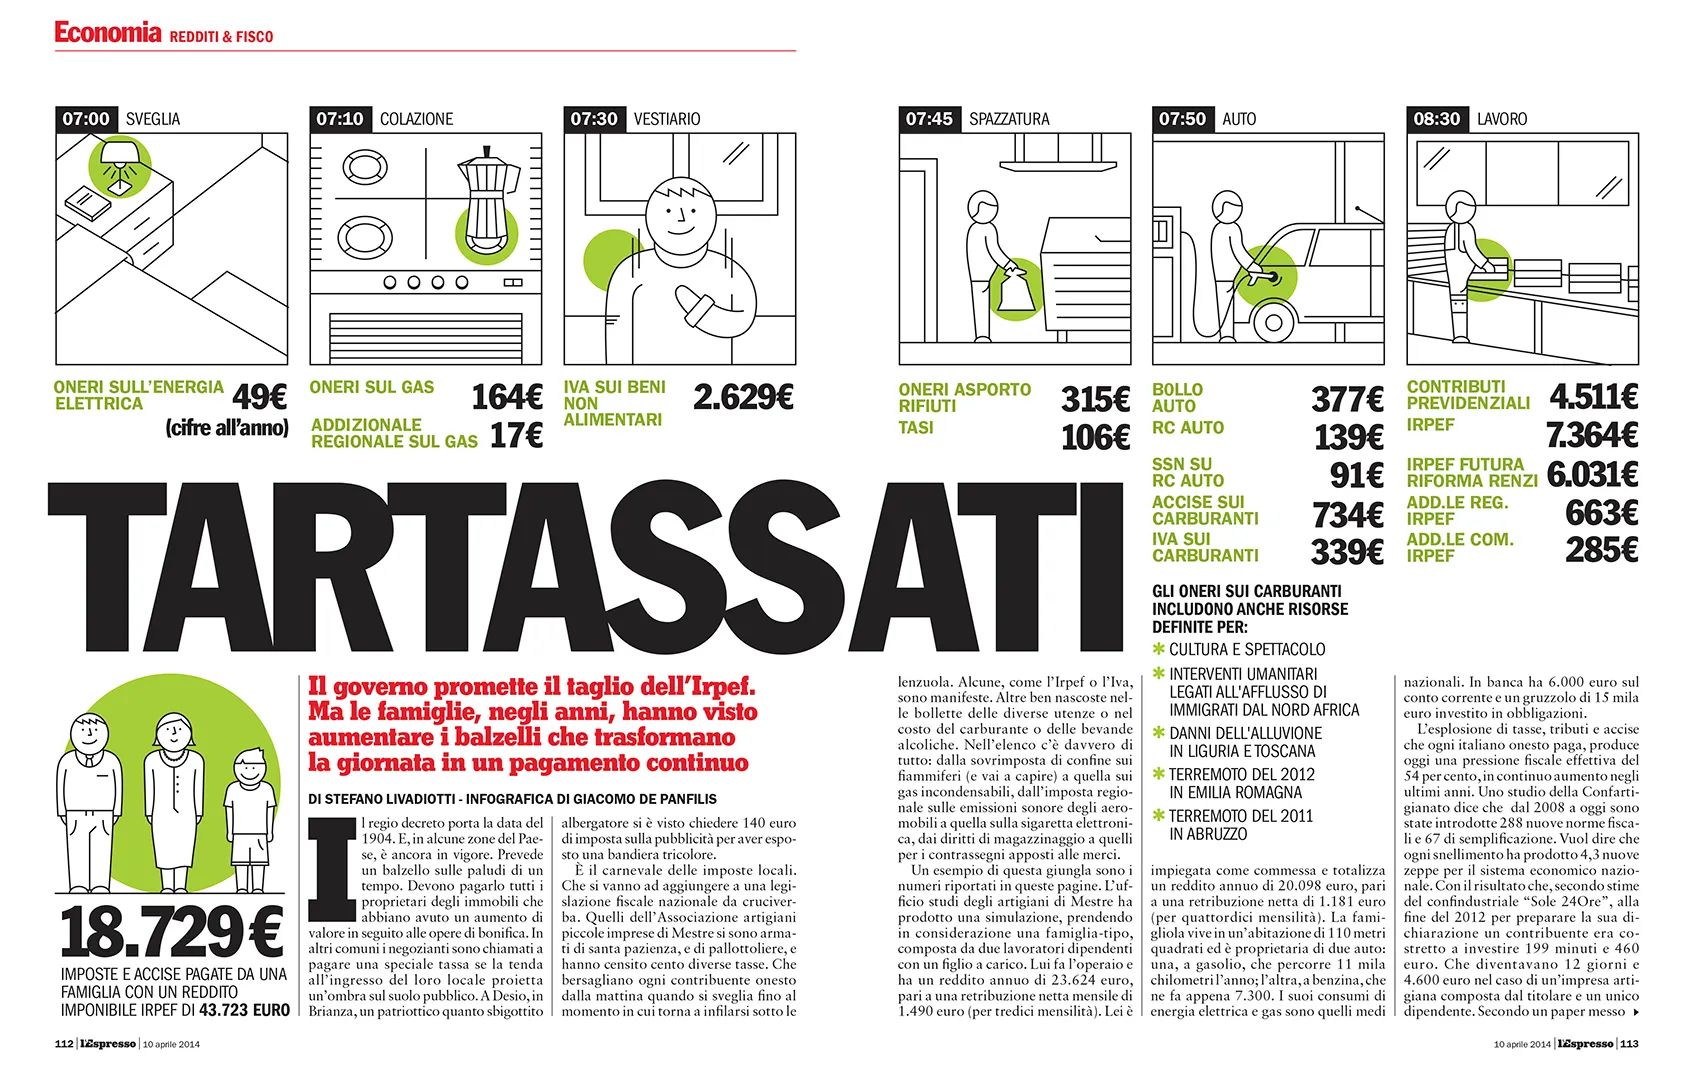 Economia REDDITI & FISCO
07:00 SVEGLIA
ONERI SULL'ENERGIA
ELETTRICA
49€
(cifre all'anno)
07:10 COLAZIONE
ONERI SUL GAS
164€
ADDIZIONALE
REGIONALE SUL GAS
17€
07:30 VESTIARIO
IVA SUI BENI
NON
ALIMENTARI
2.629€
07:45 SPAZZATURA
ONERI ASPORTO
RIFIUTI
315€
TASI
106€
07:50 AUTO
BOLLO
AUTO
377€
RC AUTO
139€
SSN SU
RC AUTO
91€
ACCISE SUI
CARBURANTI
734€
IVA SUI
CARBURANTI
339€
GLI ONERI SUI CARBURANTI
INCLUDONO ANCHE RISORSE
DEFINITE PER:
* CULTURA E SPETTACOLO
* INTERVENTI UMANITARI
LEGATI ALL'AFFLUSSO DI
IMMIGRATI DAL NORD AFRICA
* DANNI DELL'ALLUVIONE
IN LIGURIA E TOSCANA
* TERREMOTO DEL 2012
IN EMILIA ROMAGNA
* TERREMOTO DEL 2011
IN ABRUZZO
08:30 LAVORO
CONTRIBUTI
PREVIDENZIALI
4.511€
IRPEF
7.364€
IRPEF FUTURA
RIFORMA RENZI
6.031€
ADD.LE REG.
IRPEF
663€
ADD.LE COM.
IRPEF
285€
TARTASSATI
18.729€
IMPOSTE E ACCISE PAGATE DA UNA
FAMIGLIA CON UN REDDITO
IMPONIBILE IRPEF DI 43.723 EURO
Il governo promette il taglio dell'Irpef.
Ma le famiglie, negli anni, hanno visto
aumentare i balzelli che trasformano
la giornata in un pagamento continuo
DI STEFANO LIVADIOTTI - INFOGRAFICA DI GIACOMO DE PANFILIS
Il regio decreto porta la data del
1904. E, in alcune zone del Pae-
se, è ancora in vigore. Prevede
un balzello sulle paludi di un
tempo. Devono pagarlo tutti i
proprietari degli immobili che
abbiano avuto un aumento di
valore in seguito alle opere di bonifica. In
altri comuni i negozianti sono chiamati a
pagare una speciale tassa se la tenda
all'ingresso del loro locale proietta
un'ombra sul suolo pubblico. A Desio, in
Brianza, un patriottico quanto sbigottito
albergatore si è visto chiedere 140 euro
di imposta sulla pubblicità per aver espo-
sto una bandiera tricolore.
È il carnevale delle imposte locali.
Che si vanno ad aggiungere a una legi-
slazione fiscale nazionale da cruciver-
ba. Quelli dell'Associazione artigiani
piccole imprese di Mestre si sono arma-
ti di santa pazienza, e di pallottoliere, e
hanno censito cento diverse tasse. Che
bersagliano ogni contribuente onesto
dalla mattina quando si sveglia fino al
momento in cui torna a infilarsi sotto le
lenzuola. Alcune, come l'Irpef o l'Iva,
sono manifeste. Altre ben nascoste nel-
le bollette delle diverse utenze o nel
costo del carburante o delle bevande
alcoliche. Nell'elenco c'è davvero di
tutto: dalla sovrimposta di confine sui
fiammiferi (e vai a capire) a quella sui
gas incondensabili, dall'imposta regio-
nale sulle emissioni sonore degli aero-
mobili a quella sulla sigaretta elettroni-
ca, dai diritti di magazzinaggio a quelli
per i contrassegni apposti alle merci.
Un esempio di questa giungla sono i
numeri riportati in queste pagine. L'uf-
ficio studi degli artigiani di Mestre ha
prodotto una simulazione, prendendo
in considerazione una famiglia-tipo,
composta da due lavoratori dipendenti
con un figlio a carico. Lui fa l'operaio e
ha un reddito annuo di 23.624 euro,
pari a una retribuzione netta mensile di
1.490 euro (per tredici mensilità). Lei è
impiegata come commessa e totalizza
un reddito annuo di 20.098 euro, pari
a una retribuzione netta di 1.181 euro
(per quattordici mensilità). La fami-
gliola vive in un'abitazione di 110 metri
quadrati ed è proprietaria di due auto:
una, a gasolio, che percorre 11 mila
chilometri l'anno; l'altra, a benzina, che
ne fa appena 7.300. I suoi consumi di
energia elettrica e gas sono quelli medi
nazionali. In banca ha 6.000 euro sul
conto corrente e un gruzzolo di 15 mila
euro investito in obbligazioni.
L'esplosione di tasse, tributi e accise
che ogni italiano onesto paga, produce
oggi una pressione fiscale effettiva del
54 per cento, in continuo aumento negli
ultimi anni. Uno studio della Confarti-
gianato dice che dal 2008 a oggi sono
state introdotte 288 nuove norme fisca-
li e 67 di semplificazione. Vuol dire che
ogni snellimento ha prodotto 4,3 nuove
zeppe per il sistema economico nazio-
nale. Con il risultato che, secondo stime
del confindustriale "Sole 24Ore", alla
fine del 2012 per preparare la sua di-
chiarazione un contribuente era co-
stretto a investire 199 minuti e 460
euro. Che diventavano 12 giorni e
4.600 euro nel caso di un'impresa arti-
giana composta dal titolare e un unico
dipendente. Secondo un paper messo
112 | l'Espresso | 10 aprile 2014
10 aprile 2014 | l'Espresso | 113